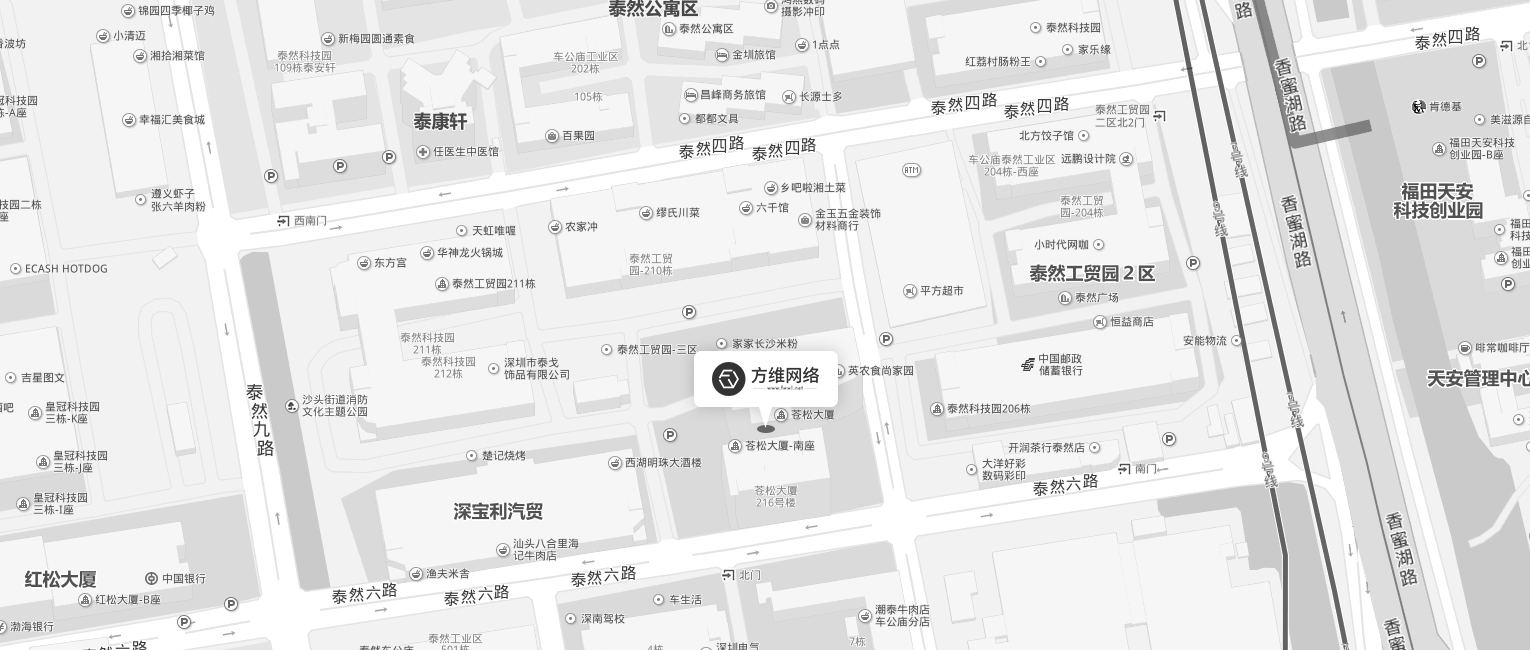 锦园四季椰子鸡
小清迈
湘拾湘菜馆
新梅园圆通素食
泰然科技园
109栋泰安轩
泰康轩
任医生中医馆
幸福汇美食城
遵义虾子
张六羊肉粉
西南门
ECASH HOTDOG
泰然公寓区
泰然公寓区
摄影冲印
金圳旅馆
1点点
车公庙工业区
202栋
105栋
昌峰商务旅馆
长源士多
都都文具
百果园
泰然四路
泰然四路
泰然四路
泰然四路
泰然四路
泰然科技园
家乐缘
红荔村肠粉王
泰然工贸园
二区北2门
北方饺子馆
车公庙泰然工业区
204栋-西座
远鹏设计院
泰然工贸
园-204栋
小时代网咖
泰然工贸园2区
泰然广场
恒益商店
安能物流
ATM
平方超市
乡吧啦湘土菜
六千馆
缪氏川菜
金玉五金装饰
材料商行
农家冲
天虹唯喔
华神龙火锅城
东方宫
泰然工贸园211栋
泰然工贸
园-210栋
泰然科技园
211栋
泰然科技园
212栋
深圳市泰戈
饰品有限公司
泰然工贸园-三区
家家长沙米粉
英农食尚家园
方维网络
苍松大厦
苍松大厦-南座
苍松大厦
216号楼
中国邮政
储蓄银行
泰然科技园206栋
开润茶行泰然店
大洋好彩
数码彩印
南门
泰然六路
沙头街道消防
文化主题公园
泰然九路
楚记烧烤
西湖明珠大酒楼
深宝利汽贸
汕头八合里海
记牛肉店
渔夫米舍
泰然六路
泰然六路
泰然六路
北门
车生活
深南驾校
潮泰牛肉店
车公庙分店
7栋
泰然工业区
吉星图文
皇冠科技园
三栋-K座
皇冠科技园
三栋-J座
皇冠科技园
三栋-I座
红松大厦
中国银行
红松大厦-B座
渤海银行
香蜜湖路
香蜜湖路
香蜜湖路
9号线
9号线
9号线
9号线
肯德基
福田天安科技
创业园-B座
福田天安
科技创业园
啡常咖啡厅
天安管理中心